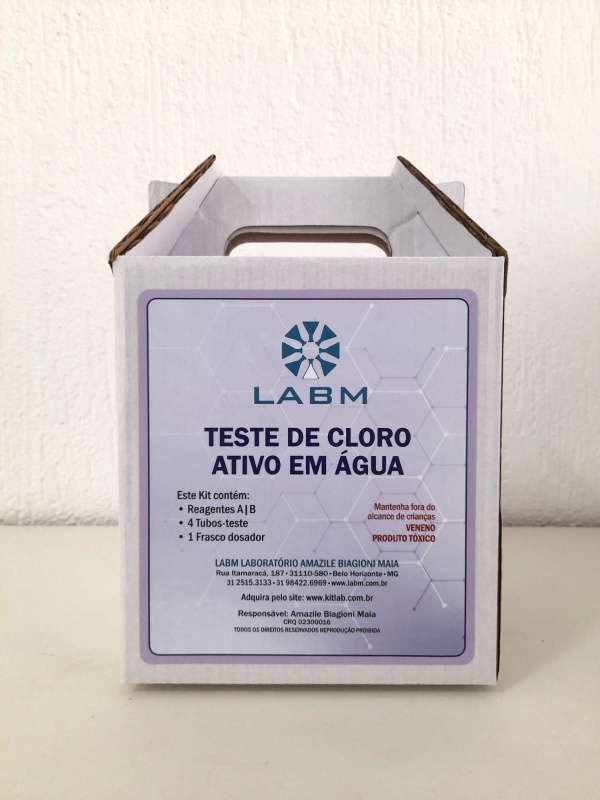 LABM
TESTE DE CLORO
ATIVO EM ÁGUA
Este Kit contém:
• Reagentes A|B
• 4 Tubos-teste
• 1 Frasco dosador
Mantenha fora do
alcance de crianças
VENENO
PRODUTO TÓXICO
LABM LABORATÓRIO AMAZILE BIAGIONI MAIA
Rua Itamaracá, 187 • 31110-580 • Belo Horizonte • MG
31 2515.3133 • 31 98422.6969 • www.labm.com.br
Adquira pelo site: www.kitlab.com.br
Responsável: Amazile Biagioni Maia
CRQ 02300016
TODOS OS DIREITOS RESERVADOS REPRODUÇÃO PROIBIDA